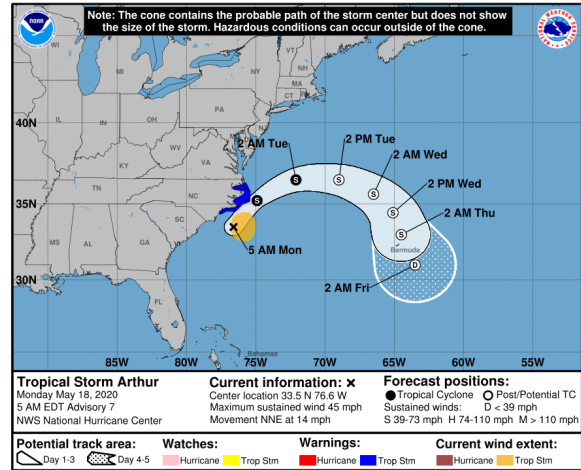 Note: The cone contains the probable path of the storm center but does not show
the size of the storm. Hazardous conditions can occur outside of the cone.
NOAA
WI
MI
NY
VT
NH
MA
CT
RI
IL
IN
OH
PA
NJ
MD
DE
WV
KY
VA
TN
NC
SC
MS
AL
GA
FL
40N
35N
30N
2 AM Tue
2 PM Tue
2 AM Wed
2 PM Wed
2 AM Thu
2 AM Fri
5 AM Mon
S
S
S
S
S
S
D
Bermuda
Bahamas
85W 80W 75W 70W 65W 60W 55W
Tropical Storm Arthur
Monday May 18, 2020
5 AM EDT Advisory 7
NWS National Hurricane Center
Current information: ×
Center location 33.5 N 76.6 W
Maximum sustained wind 45 mph
Movement NNE at 14 mph
Forecast positions:
Tropical Cyclone Post/Potential TC
Sustained winds: D < 39 mph
S 39-73 mph H 74-110 mph M > 110 mph
Potential track area:
Day 1-3 Day 4-5
Watches:
Hurricane Trop Stm
Warnings:
Hurricane Trop Stm
Current wind extent:
Hurricane Trop Stm